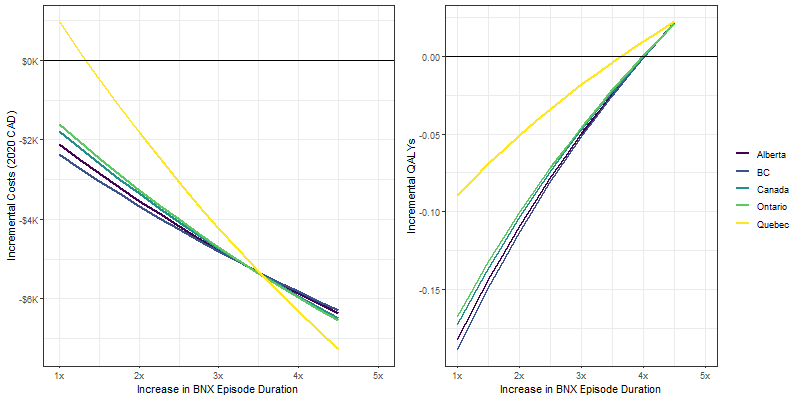 Incremental Costs (2020 CAD)
$0K
-$2K
-$4K
-$6K
1x 2x 3x 4x 5x
Increase in BNX Episode Duration
Incremental QALYs
0.00
-0.05
-0.10
-0.15
1x 2x 3x 4x 5x
Increase in BNX Episode Duration
Alberta
BC
Canada
Ontario
Quebec